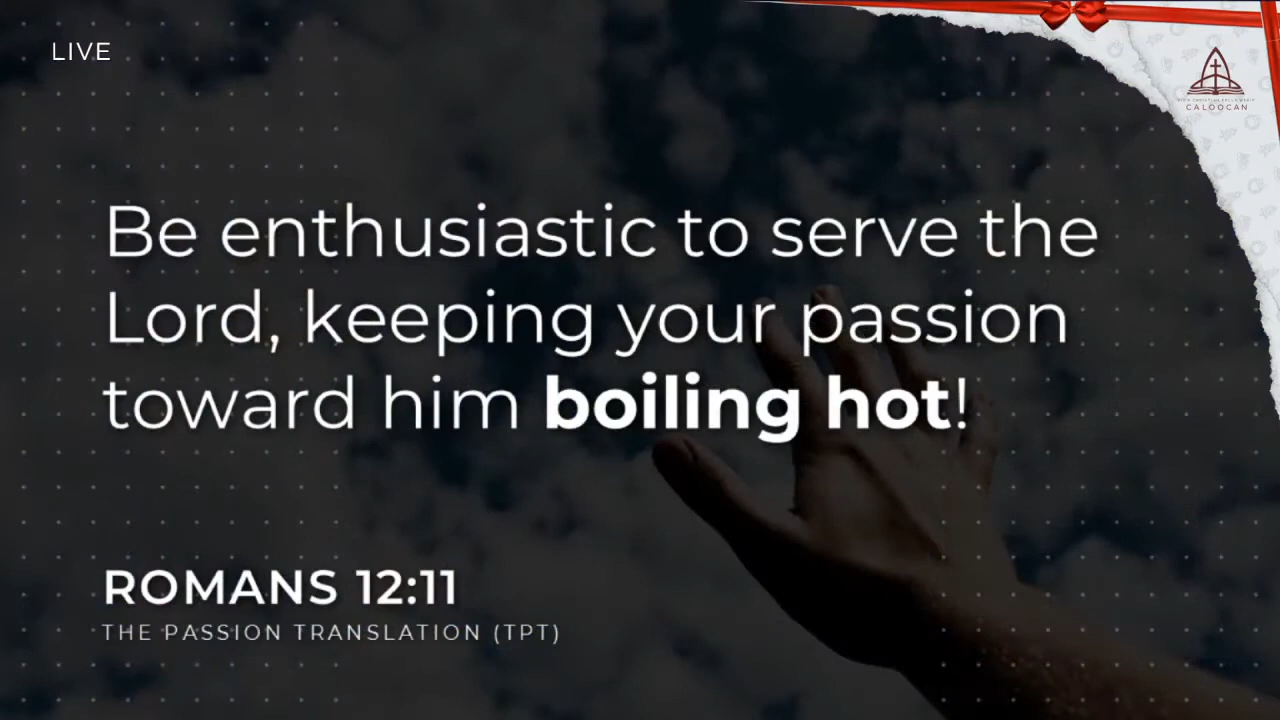 LIVE
CALOOCAN
Be enthusiastic to serve the
Lord, keeping your passion
toward him boiling hot!
ROMANS 12:11
THE PASSION TRANSLATION (TPT)